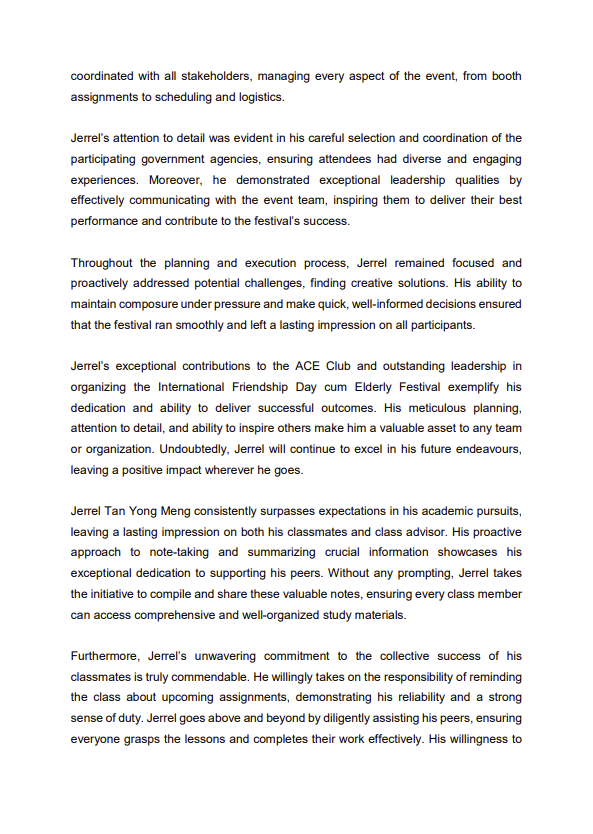 coordinated with all stakeholders, managing every aspect of the event, from booth
assignments to scheduling and logistics.
Jerrel’s attention to detail was evident in his careful selection and coordination of the
participating government agencies, ensuring attendees had diverse and engaging
experiences. Moreover, he demonstrated exceptional leadership qualities by
effectively communicating with the event team, inspiring them to deliver their best
performance and contribute to the festival’s success.
Throughout the planning and execution process, Jerrel remained focused and
proactively addressed potential challenges, finding creative solutions. His ability to
maintain composure under pressure and make quick, well-informed decisions ensured
that the festival ran smoothly and left a lasting impression on all participants.
Jerrel’s exceptional contributions to the ACE Club and outstanding leadership in
organizing the International Friendship Day cum Elderly Festival exemplify his
dedication and ability to deliver successful outcomes. His meticulous planning,
attention to detail, and ability to inspire others make him a valuable asset to any team
or organization. Undoubtedly, Jerrel will continue to excel in his future endeavours,
leaving a positive impact wherever he goes.
Jerrel Tan Yong Meng consistently surpasses expectations in his academic pursuits,
leaving a lasting impression on both his classmates and class advisor. His proactive
approach to note-taking and summarizing crucial information showcases his
exceptional dedication to supporting his peers. Without any prompting, Jerrel takes
the initiative to compile and share these valuable notes, ensuring every class member
can access comprehensive and well-organized study materials.
Furthermore, Jerrel’s unwavering commitment to the collective success of his
classmates is truly commendable. He willingly takes on the responsibility of reminding
the class about upcoming assignments, demonstrating his reliability and a strong
sense of duty. Jerrel goes above and beyond by diligently assisting his peers, ensuring
everyone grasps the lessons and completes their work effectively. His willingness to